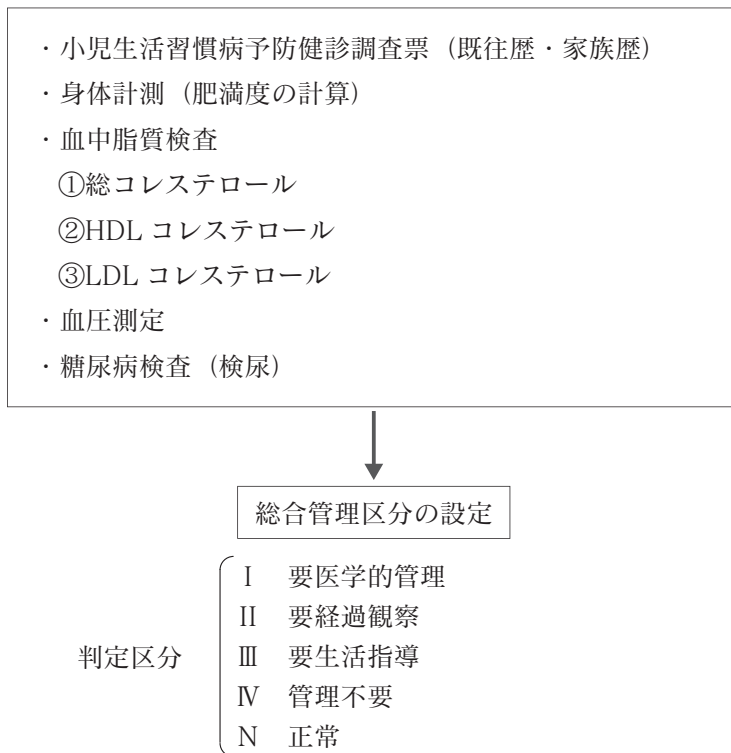 ・小児生活習慣病予防健診調査票（既往歴・家族歴）
・身体計測（肥満度の計算）
・血中脂質検査
①総コレステロール
②HDL コレステロール
③LDL コレステロール
・血圧測定
・糖尿病検査（検尿）
総合管理区分の設定
判定区分
Ⅰ 要医学的管理
Ⅱ 要経過観察
Ⅲ 要生活指導
Ⅳ 管理不要
N 正常